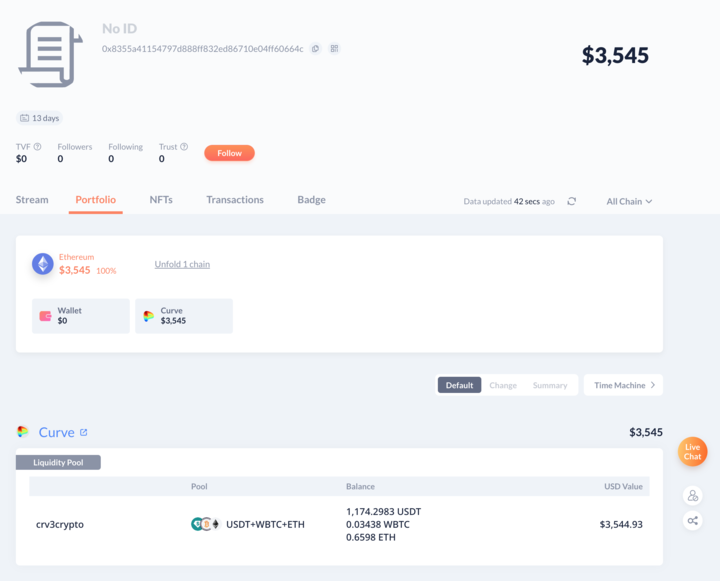 No ID
0x8355a41154797d888ff832ed86710e04ff60664c
$3,545
13 days
TVF Followers Following Trust
$0 0 0 0
Follow
Stream Portfolio NFTs Transactions Badge
Data updated 42 secs ago
All Chain
Ethereum
$3,545 100%
Unfold 1 chain
Wallet
$0
Curve
$3,545
Default Change Summary Time Machine
Curve $3,545
Live
Chat
Liquidity Pool
Pool Balance USD Value
crv3crypto USDT+WBTC+ETH
1,174.2983 USDT
0.03438 WBTC
0.6598 ETH
$3,544.93